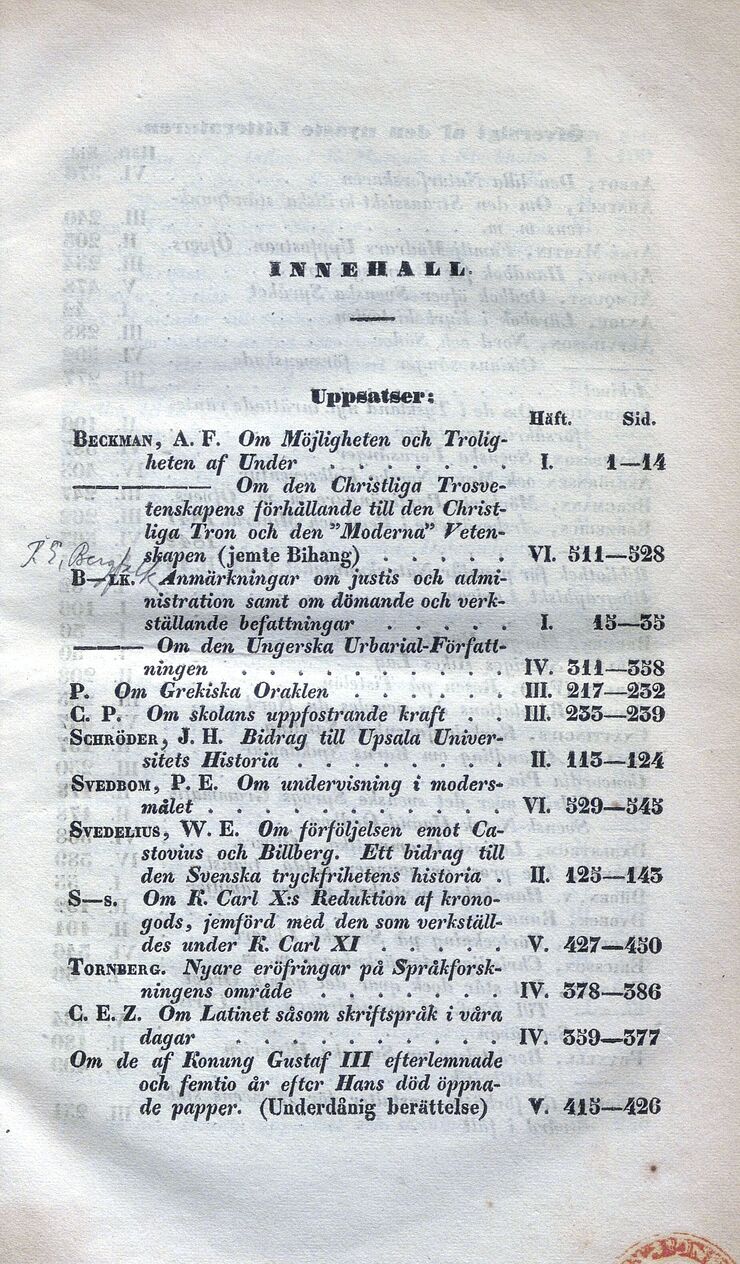 INNEHALL.
Uppsatser:
Häft. Sid.
BECKMAN, A. F. Om Möjligheten och Trolig-
heten af Under . . . . . . . I. 1—14
——— Om den Christliga Trosve-
tenskapens förhållande till den Christ-
liga Tron och den "Moderna" Veten-
skapen (jemte Bihang) . . . . . VI. 511—528
B—LK. Anmärkningar om justis och admi-
nistration samt om dömande och verk-
ställande befattningar . . . . . I. 15—35
——— Om den Ungerska Urbarial-Författ-
ningen . . . . . . . . . . IV. 311—358
P. Om Grekiska Oraklen . . . . . . III. 217—232
C. P. Om skolans uppfostrande kraft . . III. 233—239
SCHRÖDER, J. H. Bidrag till Upsala Univer-
sitets Historia . . . . . . . . II. 113—124
SVEDBOM, P. E. Om undervisning i moders-
målet . . . . . . . . . . . VI. 529—545
SVEDELIUS, W. E. Om förföljelsen emot Ca-
stovius och Billberg. Ett bidrag till
den Svenska tryckfrihetens historia . II. 125—143
S—s. Om K. Carl X:s Reduktion af krono-
gods, jemförd med den som verkställ-
des under K. Carl XI . . . . . V. 427—450
TORNBERG. Nyare eröfringar på Språkforsk-
ningens område . . . . . . . IV. 378—386
C. E. Z. Om Latinet såsom skriftspråk i våra
dagar . . . . . . . . . . . IV. 359—377
Om de af Konung Gustaf III efterlemnade
och femtio år efter Hans död öppna-
de papper. (Underdånig berättelse) V. 415—426